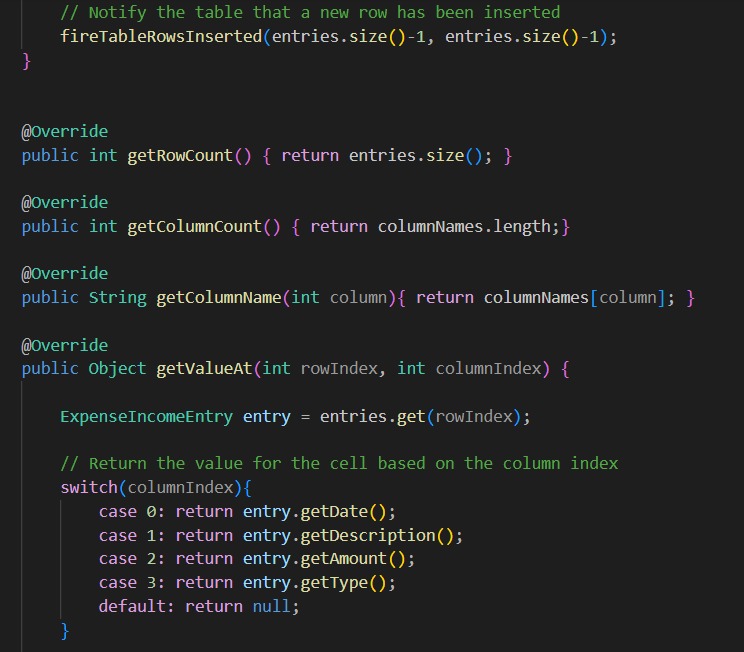 // Notify the table that a new row has been inserted
fireTableRowsInserted(entries.size()-1, entries.size()-1);
}
@Override
public int getRowCount() { return entries.size(); }
@Override
public int getColumnCount() { return columnNames.length;}
@Override
public String getColumnName(int column){ return columnNames[column]; }
@Override
public Object getValueAt(int rowIndex, int columnIndex) {
ExpenseIncomeEntry entry = entries.get(rowIndex);
// Return the value for the cell based on the column index
switch(columnIndex){
case 0: return entry.getDate();
case 1: return entry.getDescription();
case 2: return entry.getAmount();
case 3: return entry.getType();
default: return null;
}